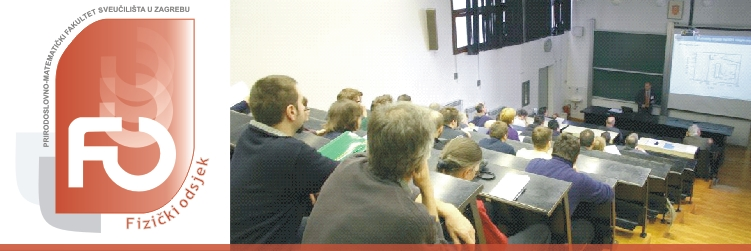 PRIRODOSLOVNO-MATEMATIČKI FAKULTET SVEUČILIŠTA U ZAGREBU
FO
Fizički odsjek